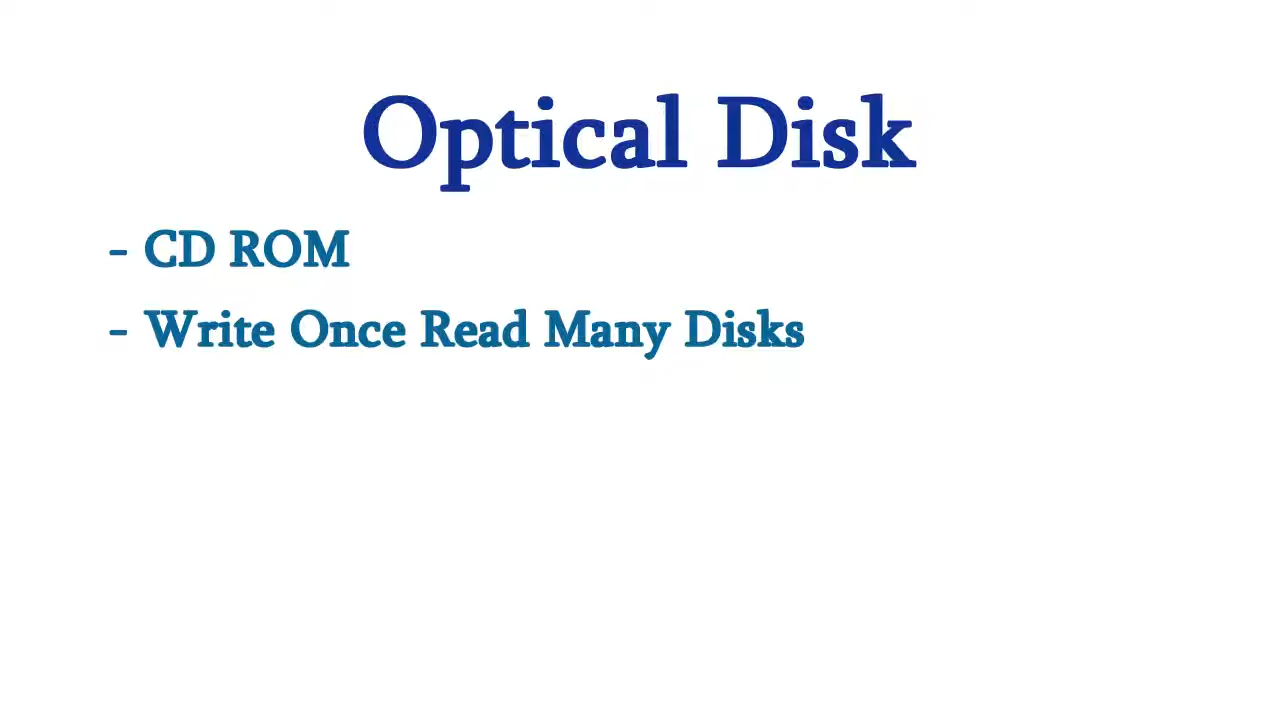 Optical Disk
- CD ROM
- Write Once Read Many Disks